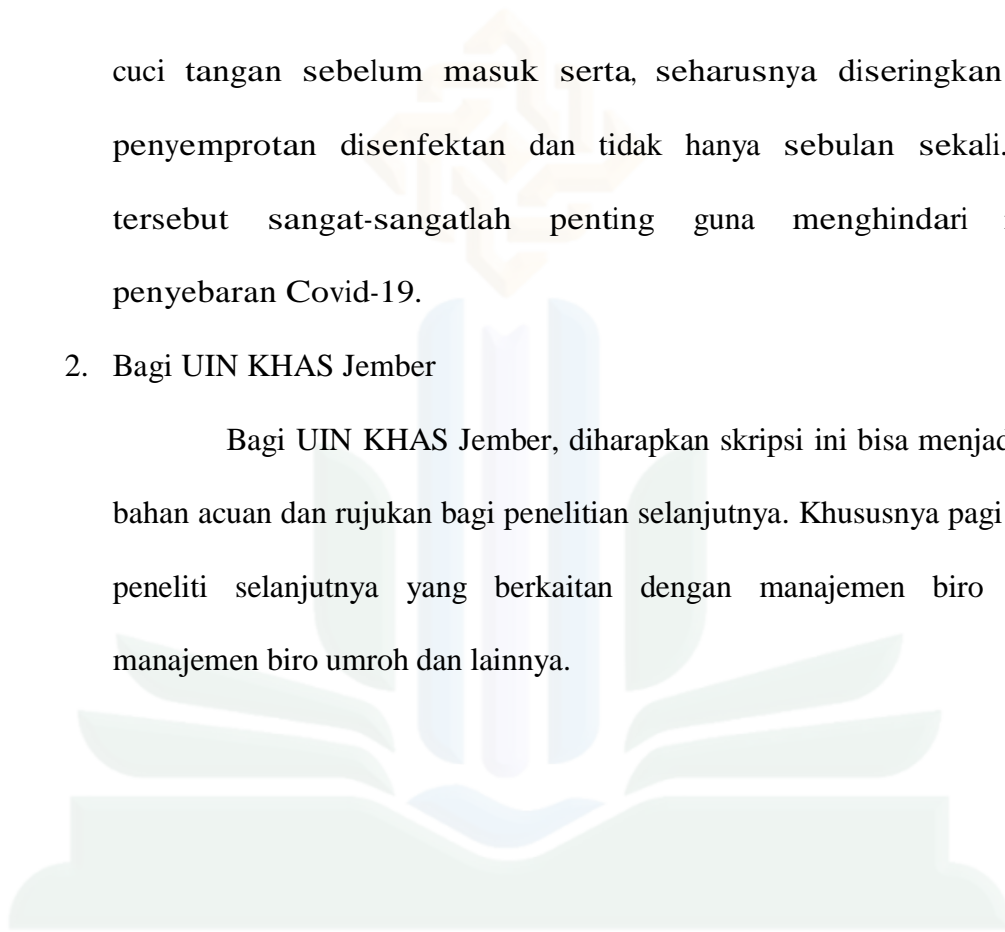 cuci tangan sebelum masuk serta, seharusnya diseringkan
penyemprotan disenfektan dan tidak hanya sebulan sekali.
tersebut sangat-sangatlah penting guna menghindari
penyebaran Covid-19.
2. Bagi UIN KHAS Jember
Bagi UIN KHAS Jember, diharapkan skripsi ini bisa
bahan acuan dan rujukan bagi penelitian selanjutnya. Khususnya pagi
peneliti selanjutnya yang berkaitan dengan manajemen biro
manajemen biro umroh dan lainnya.